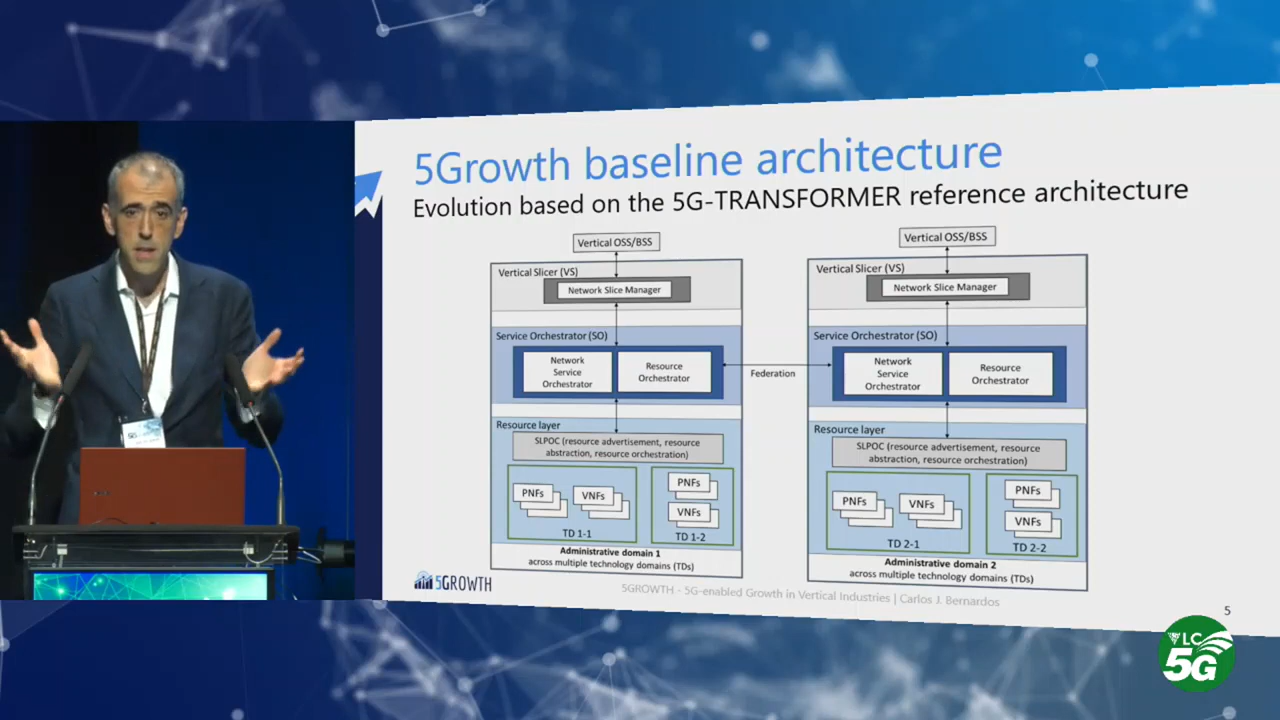 5Growth baseline architecture
Evolution based on the 5G-TRANSFORMER reference architecture
Vertical OSS/BSS
Vertical Slicer (VS)
Network Slice Manager
Service Orchestrator (SO)
Network
Service
Orchestrator
Resource
Orchestrator
Resource layer
SLPOC (resource advertisement, resource
abstraction, resource orchestration)
PNFs
VNFs
TD 1-1
PNFs
VNFs
TD 1-2
Administrative domain 1
across multiple technology domains (TDs)
Federation
Vertical OSS/BSS
Vertical Slicer (VS)
Network Slice Manager
Service Orchestrator (SO)
Network
Service
Orchestrator
Resource
Orchestrator
Resource layer
SLPOC (resource advertisement, resource
abstraction, resource orchestration)
PNFs
VNFs
TD 2-1
PNFs
VNFs
TD 2-2
Administrative domain 2
across multiple technology domains (TDs)
5GROWTH
5GROWTH - 5G-enabled Growth in Vertical Industries | Carlos J. Bernardos
5
VLC
5G